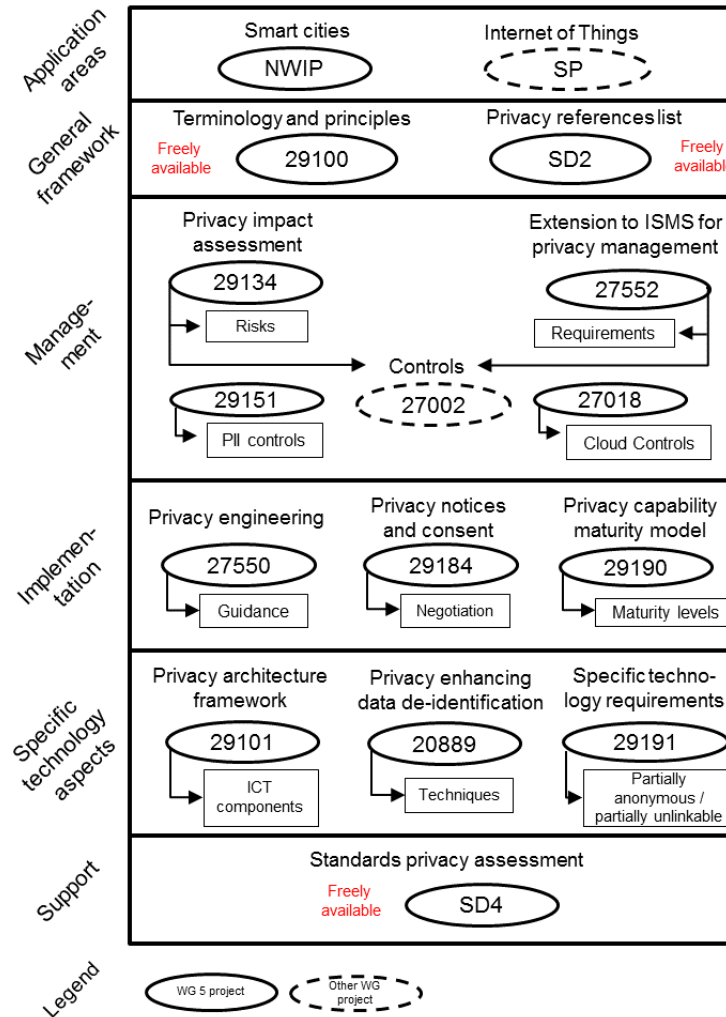 Application
areas
Smart cities
NWIP
Internet of Things
SP
General
framework
Terminology and principles
Freely
available
29100
Privacy references list
SD2
Freely
available
Manage-
ment
Privacy impact
assessment
29134
Risks
Extension to ISMS for
privacy management
27552
Requirements
Controls
27002
29151
PII controls
27018
Cloud Controls
Implemen-
tation
Privacy engineering
27550
Guidance
Privacy notices
and consent
29184
Negotiation
Privacy capability
maturity model
29190
Maturity levels
Specific
technology
aspects
Privacy architecture
framework
29101
ICT
components
Privacy enhancing
data de-identification
20889
Techniques
Specific techno-
logy requirements
29191
Partially
anonymous /
partially unlinkable
Support
Standards privacy assessment
Freely
available
SD4
Legend
WG 5 project
Other WG
project